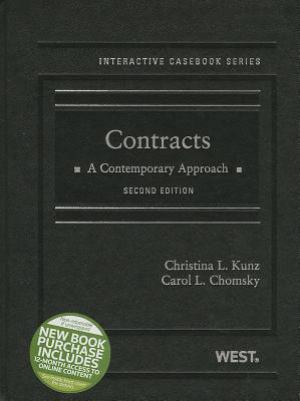 INTERACTIVE CASEBOOK SERIES
Contracts
A Contemporary Approach
SECOND EDITION
Christina L. Kunz
Carol L. Chomsky
NEW BOOK
PURCHASE
INCLUDES
12-MONTH ACCESS TO
ONLINE CONTENT
WEST®